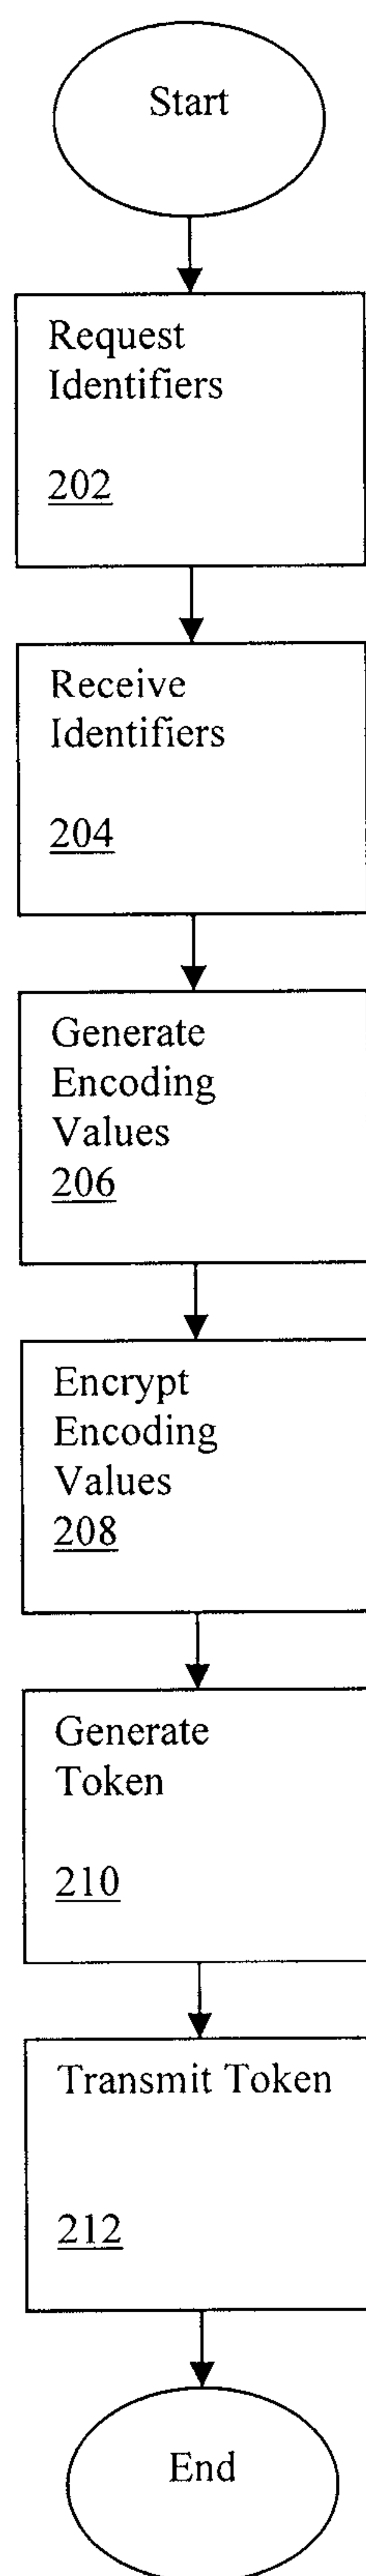 Start
Request
Identifiers
202
Receive
Identifiers
204
Generate
Encoding
Values
206
Encrypt
Encoding
Values
208
Generate
Token
210
Transmit Token
212
End